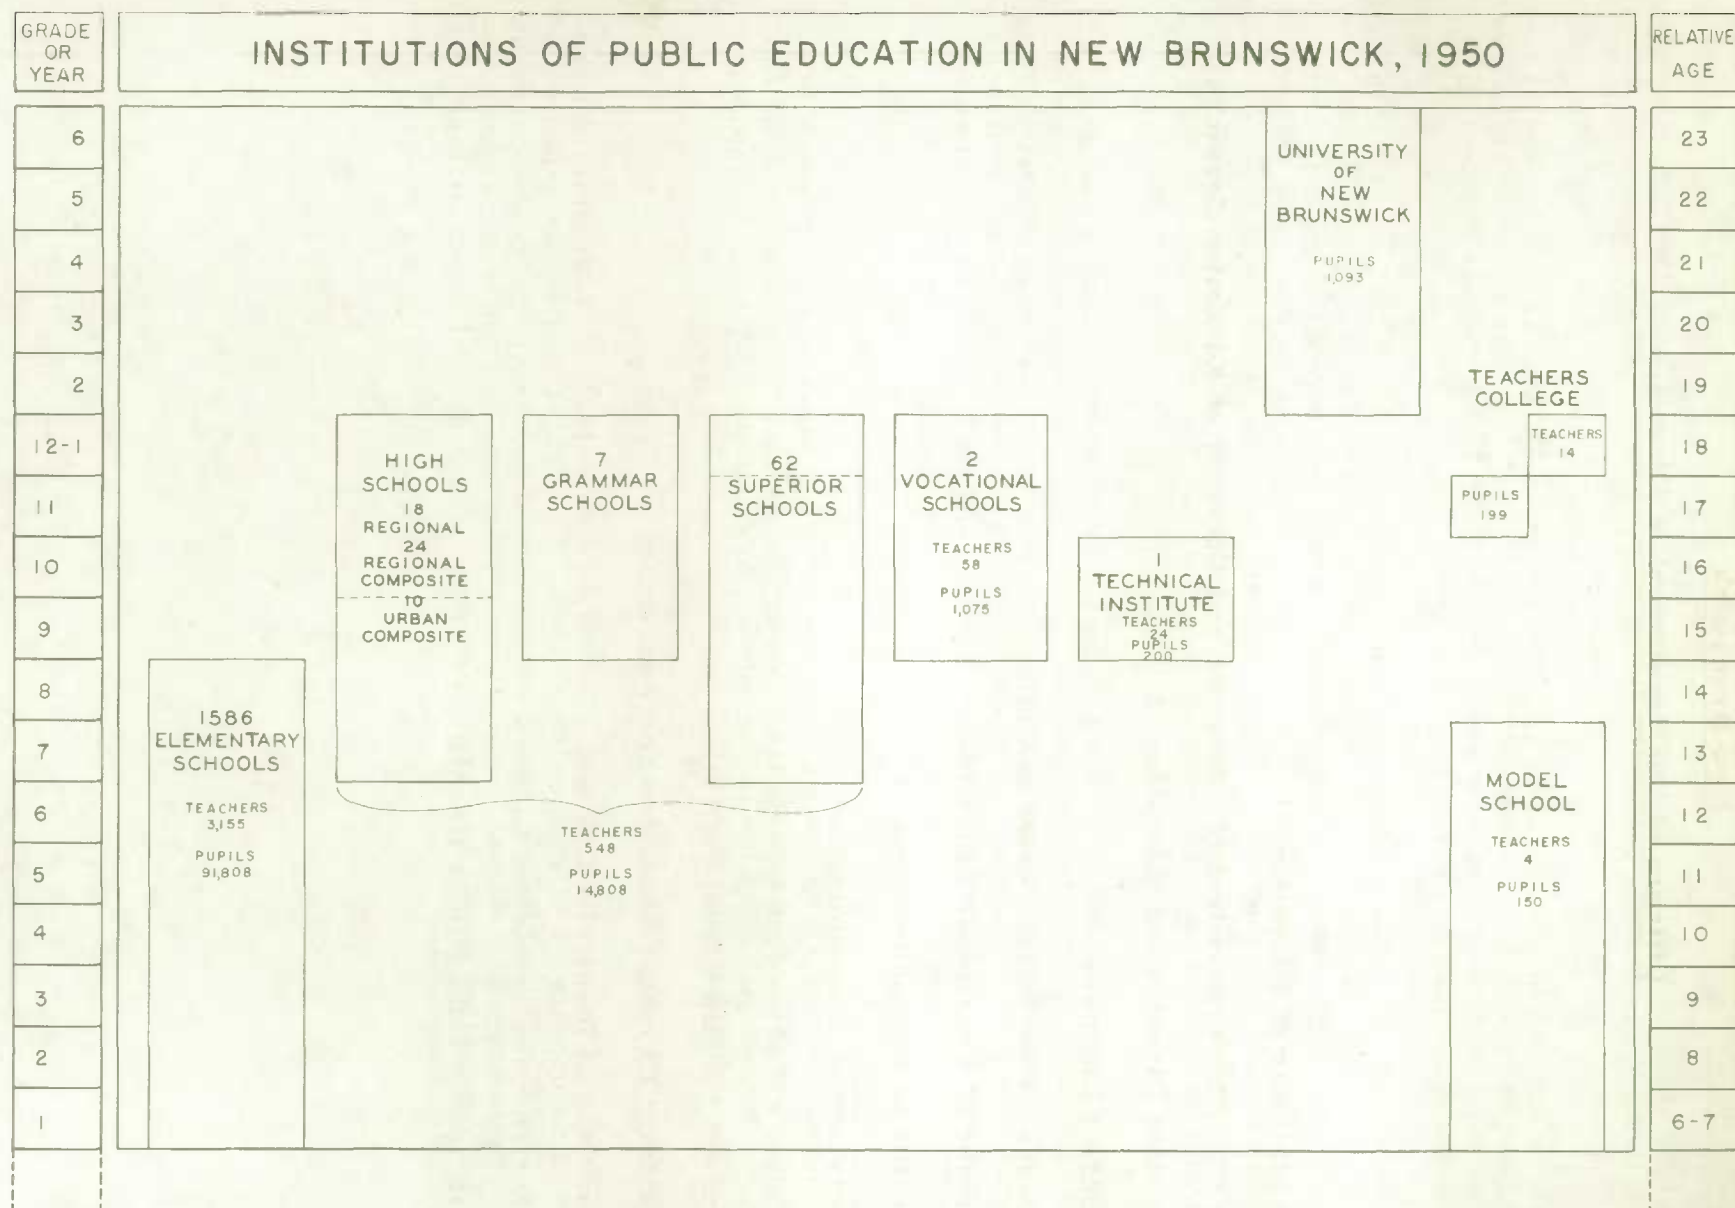 GRADE
OR
YEAR
INSTITUTIONS OF PUBLIC EDUCATION IN NEW BRUNSWICK, 1950
RELATIVE
AGE
6
5
4
3
2
12-1
11
10
9
8
7
6
5
4
3
2
1
1586
ELEMENTARY
SCHOOLS
TEACHERS
3,155
PUPILS
91,808
HIGH
SCHOOLS
18
REGIONAL
24
REGIONAL
COMPOSITE
10
URBAN
COMPOSITE
7
GRAMMAR
SCHOOLS
62
SUPERIOR
SCHOOLS
TEACHERS
548
PUPILS
14,808
2
VOCATIONAL
SCHOOLS
TEACHERS
58
PUPILS
1,075
1
TECHNICAL
INSTITUTE
TEACHERS
24
PUPILS
200
UNIVERSITY
OF
NEW
BRUNSWICK
PUPILS
1,093
TEACHERS
COLLEGE
TEACHERS
14
PUPILS
199
MODEL
SCHOOL
TEACHERS
4
PUPILS
150
23
22
21
20
19
18
17
16
15
14
13
12
11
10
9
8
6-7